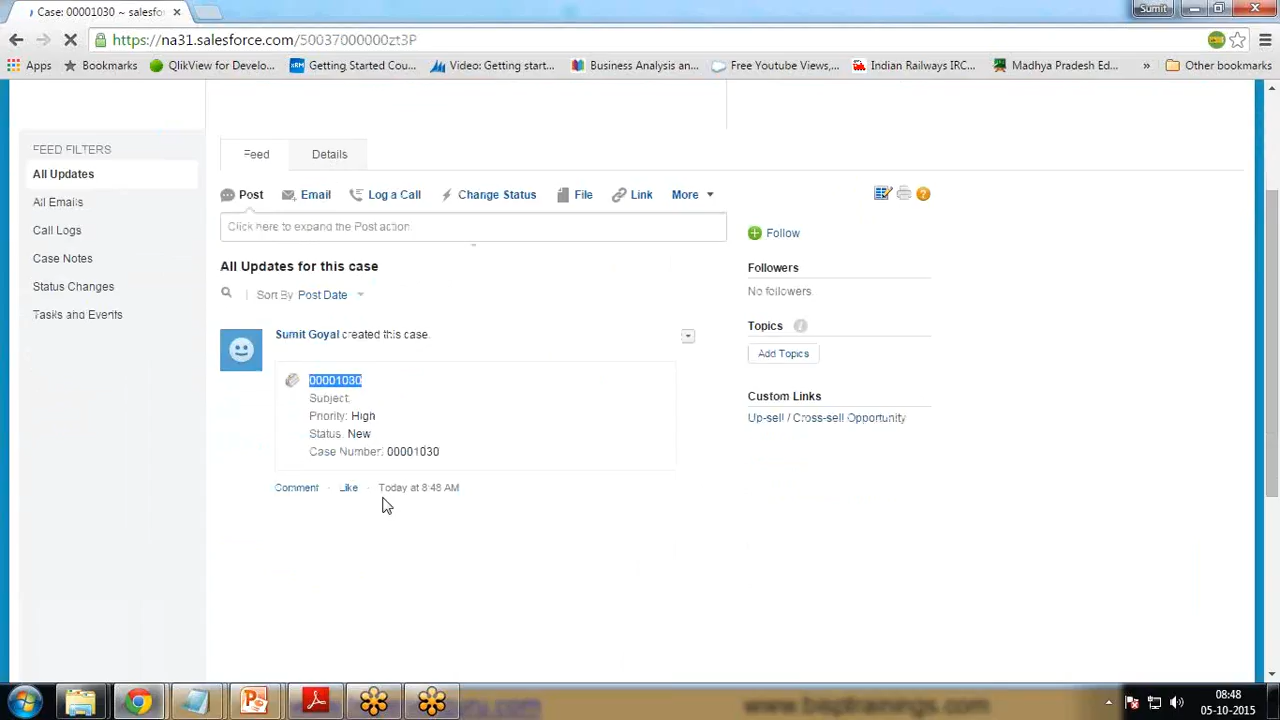 Case: 00001030 ~ salesfo
Sumit
https://na31.salesforce.com/50037000000zt3P
Apps Bookmarks QlikView for Develo... Getting Started Cou... Video: Getting start... Business Analysis an... Free Youtube Views,... Indian Railways IRC... Madhya Pradesh Ed... » Other bookmarks
FEED FILTERS
All Updates
All Emails
Call Logs
Case Notes
Status Changes
Tasks and Events
Feed Details
Post Email Log a Call Change Status File Link More
Click here to expand the Post action
All Updates for this case
Sort By Post Date
Sumit Goyal created this case.
00001030
Subject:
Priority: High
Status: New
Case Number: 00001030
Comment · Like · Today at 8:48 AM
Follow
Followers
No followers
Topics
Add Topics
Custom Links
Up-sell / Cross-sell Opportunity
www.bisptrainings.com
08:48
05-10-2015